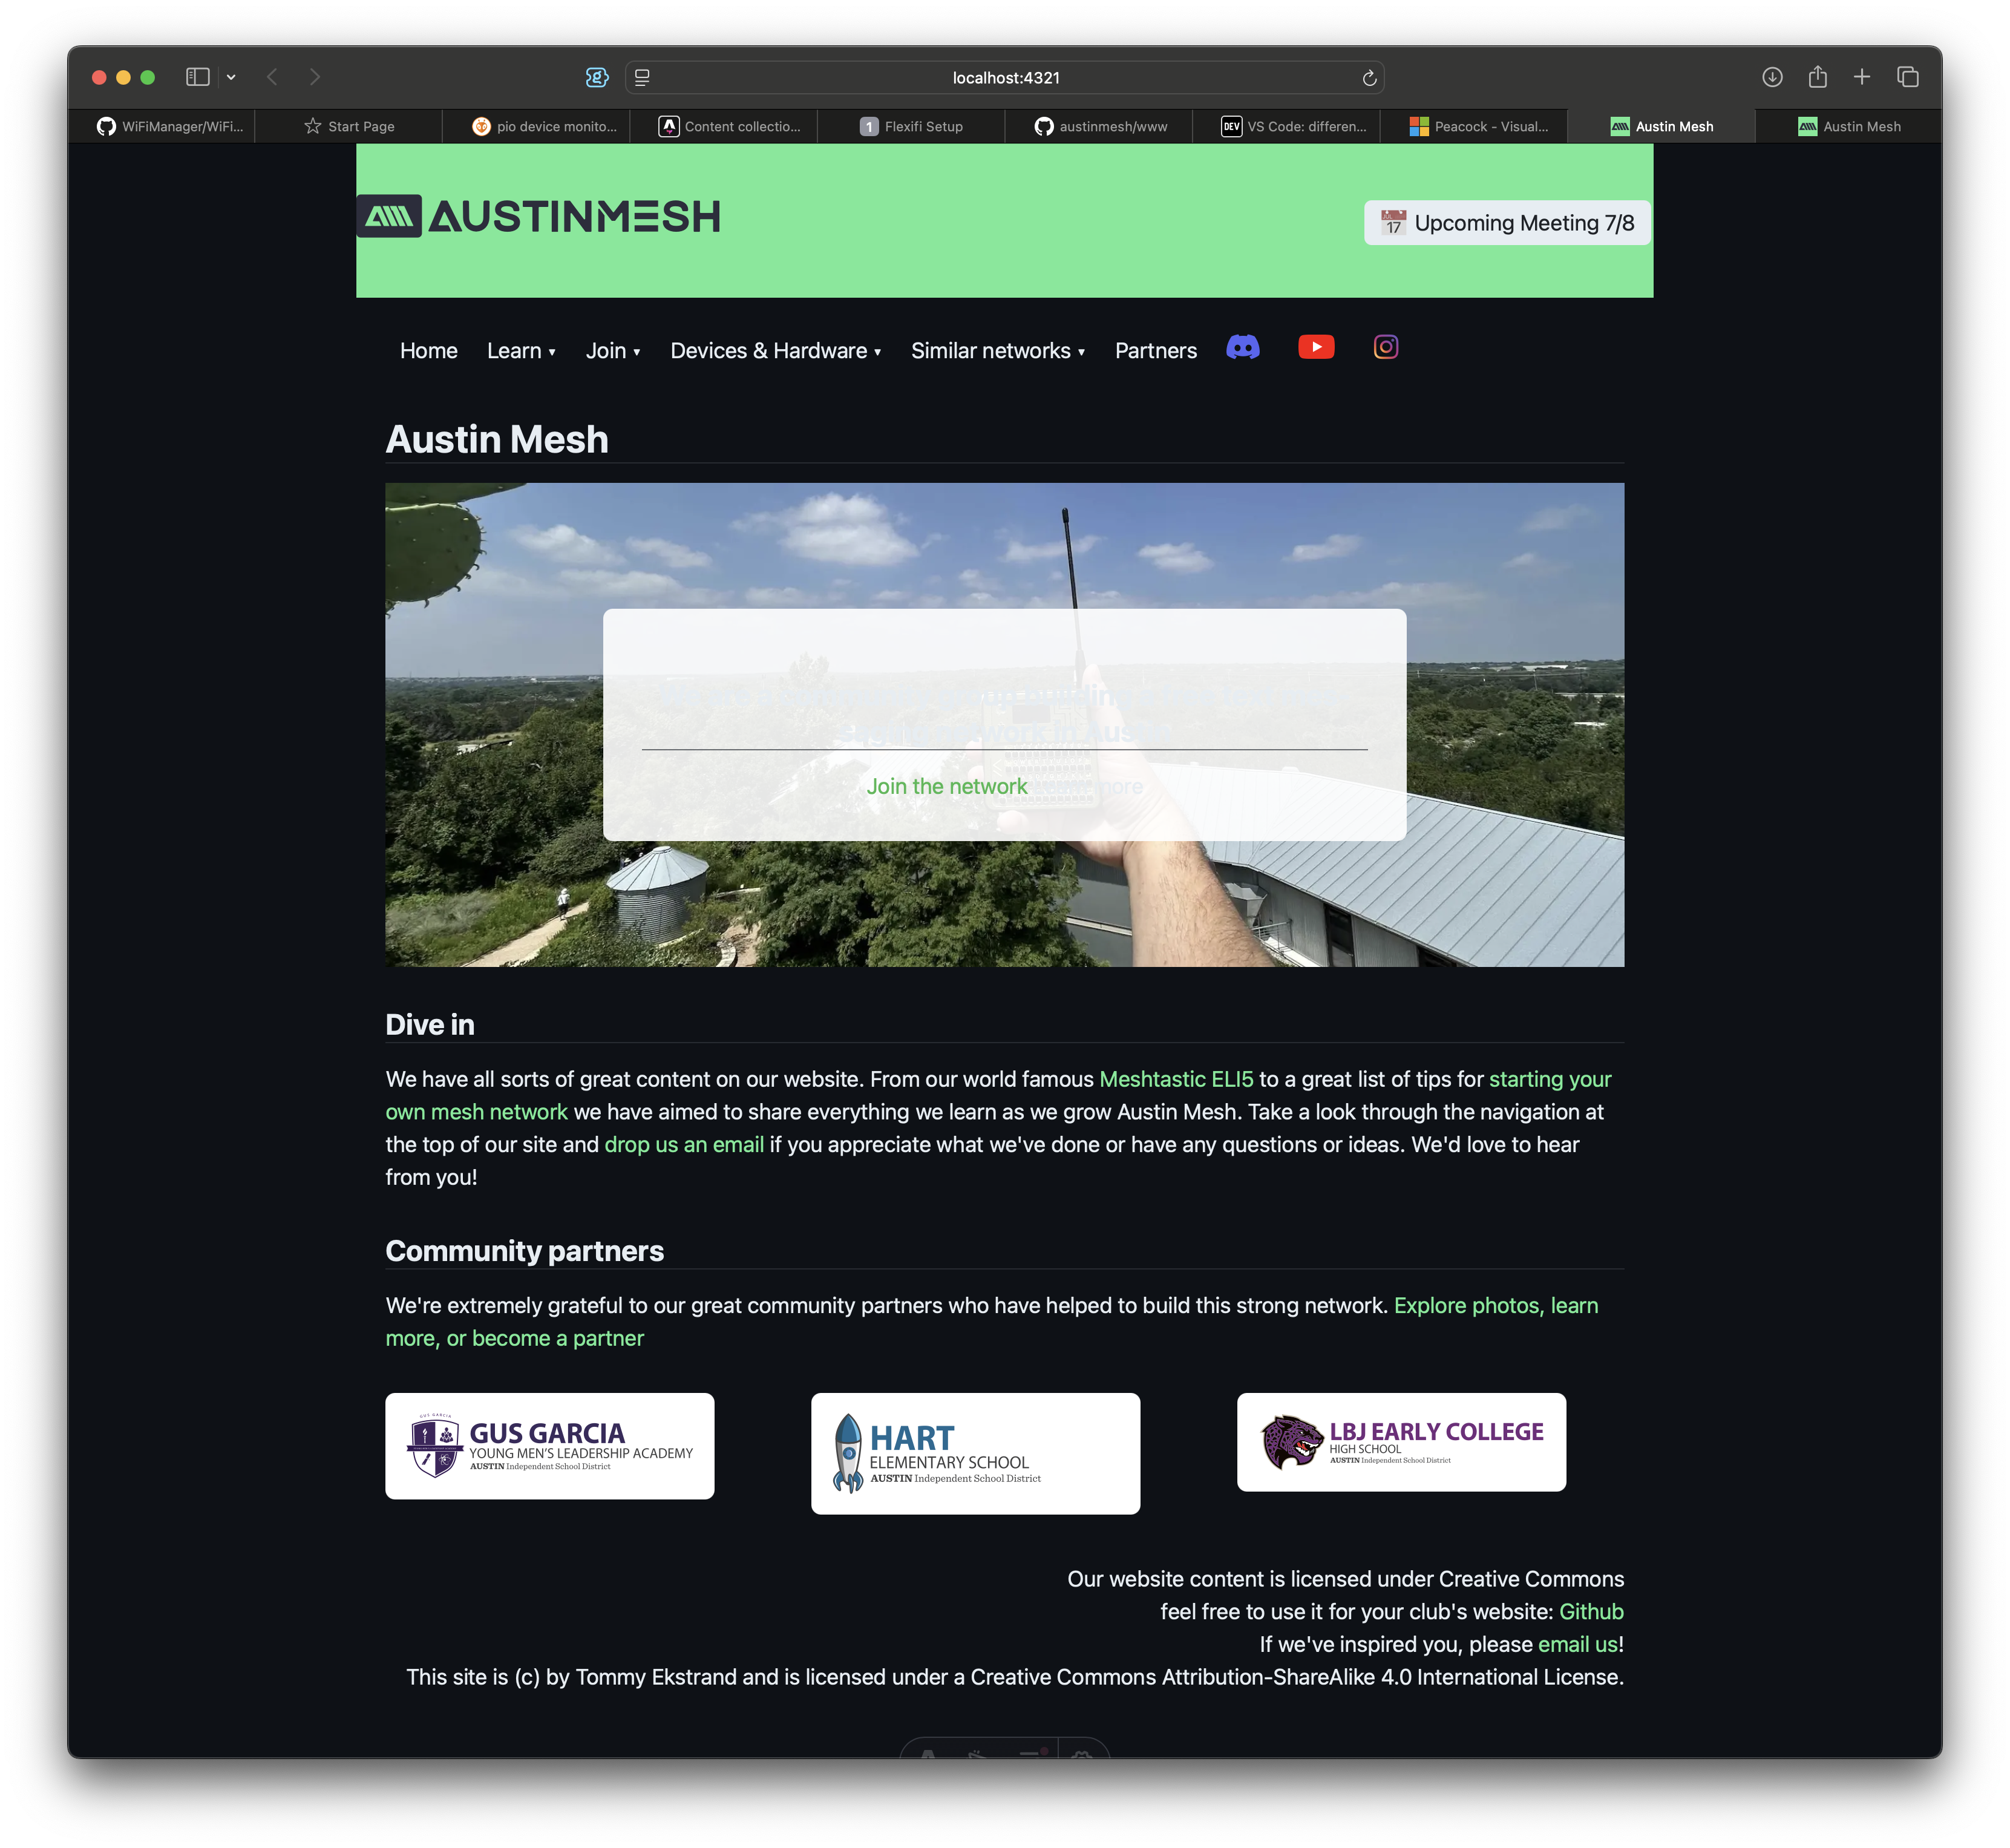 localhost:4321
WiFiManager/WiFi...
Start Page
pio device monito...
Content collectio...
1 Flexifi Setup
austinmesh/www
DEV VS Code: differen...
Peacock - Visual...
Austin Mesh
Austin Mesh
AUSTINMESH
17 Upcoming Meeting 7/8
Home Learn ▾ Join ▾ Devices & Hardware ▾ Similar networks ▾ Partners
Austin Mesh
network in Aus
Join the network more
Dive in
We have all sorts of great content on our website. From our world famous Meshtastic ELI5 to a great list of tips for starting your
own mesh network we have aimed to share everything we learn as we grow Austin Mesh. Take a look through the navigation at
the top of our site and drop us an email if you appreciate what we've done or have any questions or ideas. We'd love to hear
from you!
Community partners
We're extremely grateful to our great community partners who have helped to build this strong network. Explore photos, learn
more, or become a partner
GUS GARCIA
GUS GARCIA
YOUNG MEN'S LEADERSHIP ACADEMY
AUSTIN Independent School District
HART
ELEMENTARY SCHOOL
AUSTIN Independent School District
LBJ EARLY COLLEGE
HIGH SCHOOL
AUSTIN Independent School District
Our website content is licensed under Creative Commons
feel free to use it for your club's website: Github
If we've inspired you, please email us!
This site is (c) by Tommy Ekstrand and is licensed under a Creative Commons Attribution-ShareAlike 4.0 International License.